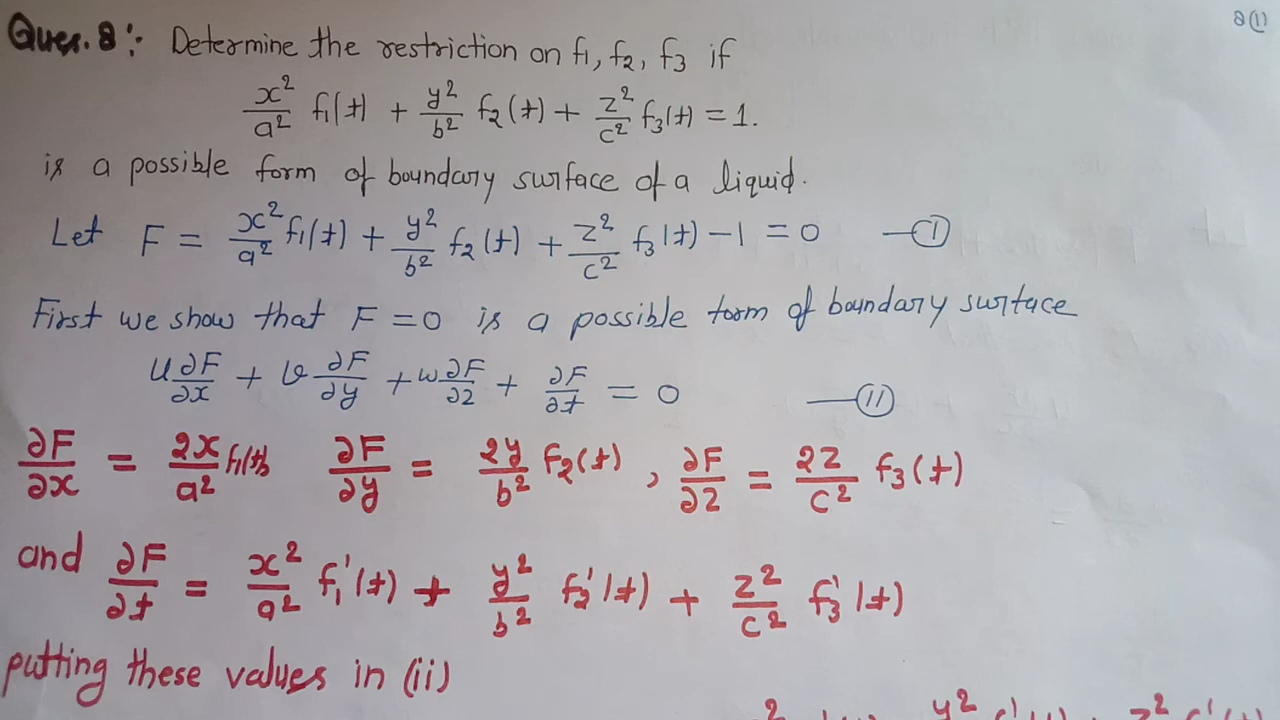 8(1)
Ques. 8 :- Determine the restriction on f1, f2, f3 if
x²/a² f1(t) + y²/b² f2(t) + z²/c² f3(t) = 1.
is a possible form of boundary surface of a liquid.
Let F = x²/a² f1(t) + y²/b² f2(t) + z²/c² f3(t) - 1 = 0 —(I)
First we show that F = 0 is a possible form of boundary surface
u ∂F/∂x + v ∂F/∂y + w ∂F/∂z + ∂F/∂t = 0 —(II)
∂F/∂x = 2x/a² f1(t) ∂F/∂y = 2y/b² f2(t), ∂F/∂z = 2z/c² f3(t)
and ∂F/∂t = x²/a² f1'(t) + y²/b² f2'(t) + z²/c² f3'(t)
putting these values in (ii)